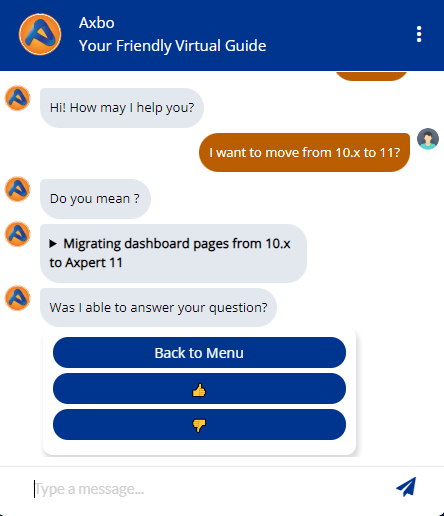 Axbo
Your Friendly Virtual Guide
Hi! How may I help you?
I want to move from 10.x to 11?
Do you mean ?
Migrating dashboard pages from 10.x
to Axpert 11
Was I able to answer your question?
Back to Menu
Type a message...